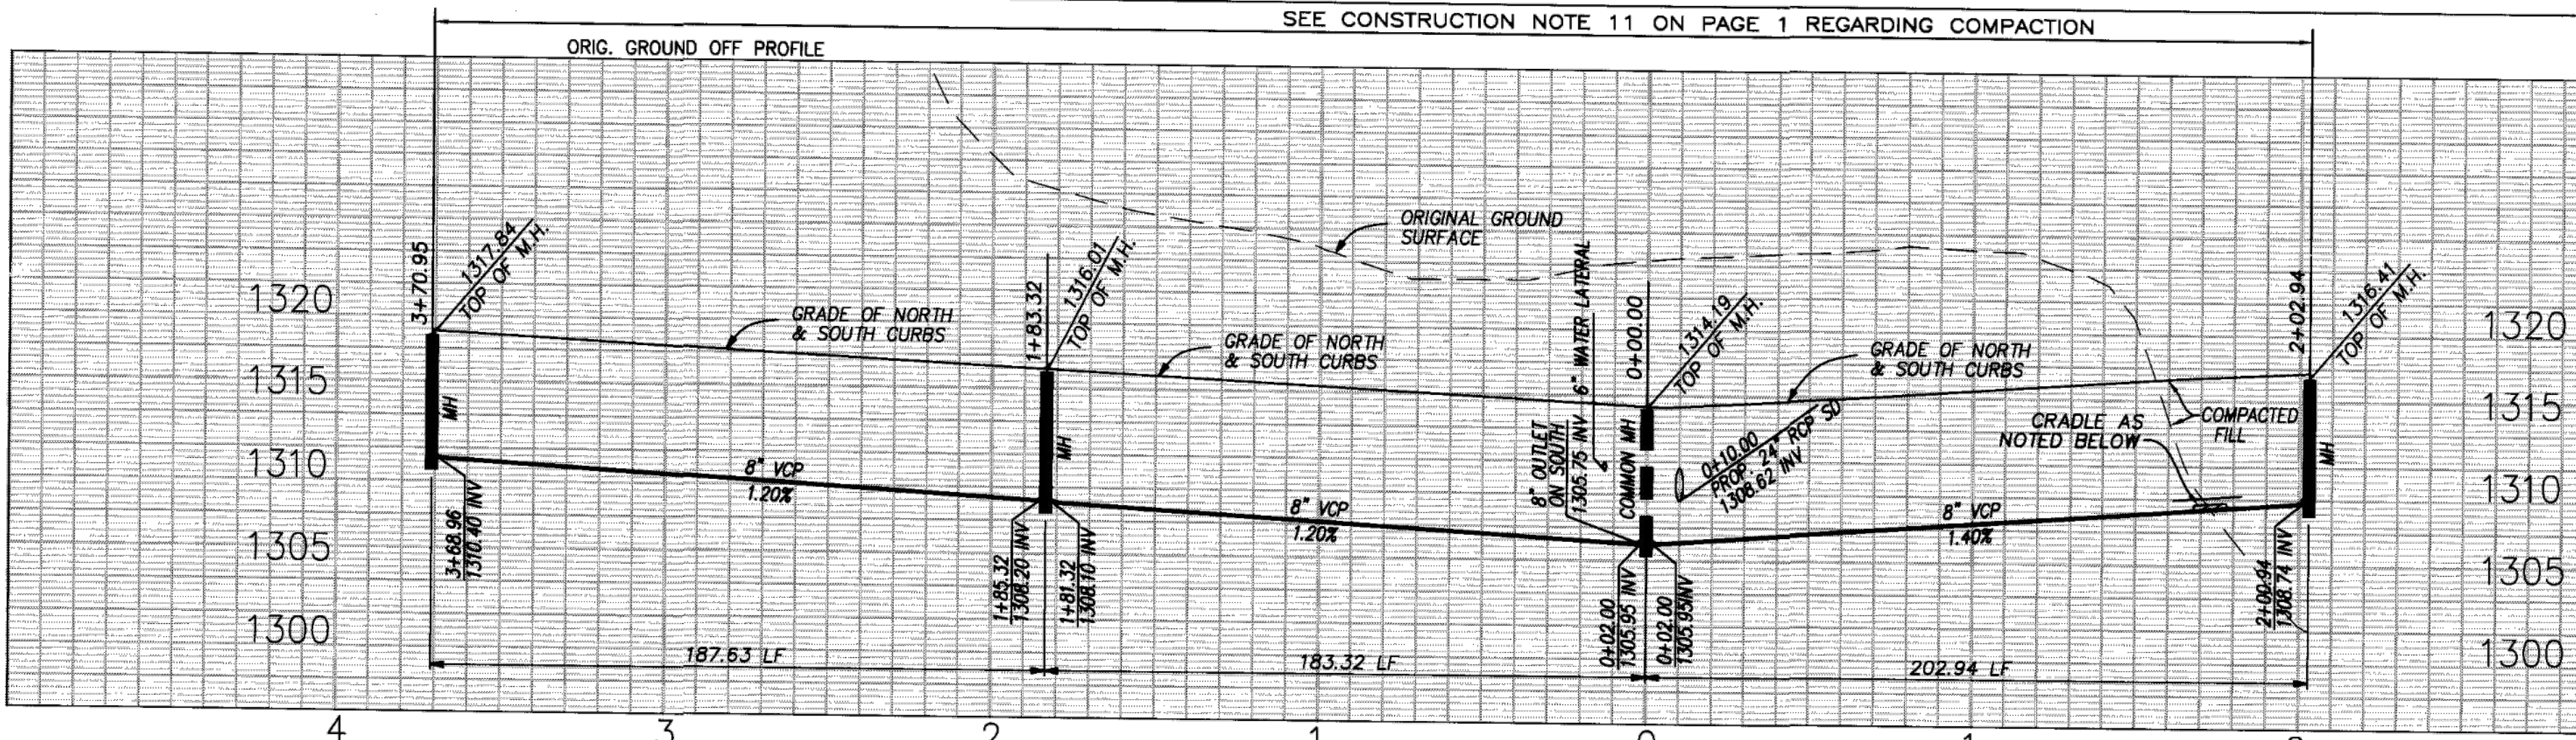 SEE CONSTRUCTION NOTE 11 ON PAGE 1 REGARDING COMPACTION
ORIG. GROUND OFF PROFILE
1320
1315
1310
1305
1300
3+70.95
1317.84
TOP OF M.H.
MH
3+68.96
1310.40 INV
GRADE OF NORTH
& SOUTH CURBS
8" VCP
1.20%
187.63 LF
1+83.32
1316.01
TOP OF M.H.
MH
1+85.32
1308.20 INV
1+81.32
1308.10 INV
GRADE OF NORTH
& SOUTH CURBS
ORIGINAL GROUND
SURFACE
8" VCP
1.20%
183.32 LF
8" OUTLET
ON SOUTH
1305.75 INV
6" WATER LATERAL
0+00.00
1314.19
TOP OF M.H.
COMMON MH
0+10.00
PROP. 24" RCP SD
1308.62 INV
0+02.00
1305.95 INV
0+02.00
1305.95INV
GRADE OF NORTH
& SOUTH CURBS
CRADLE AS
NOTED BELOW
COMPACTED
FILL
8" VCP
1.40%
202.94 LF
2+02.94
1316.41
TOP OF M.H.
MH
2+00.94
1308.74 INV
1320
1315
1310
1305
1300
4
3
2
1
0
1
2